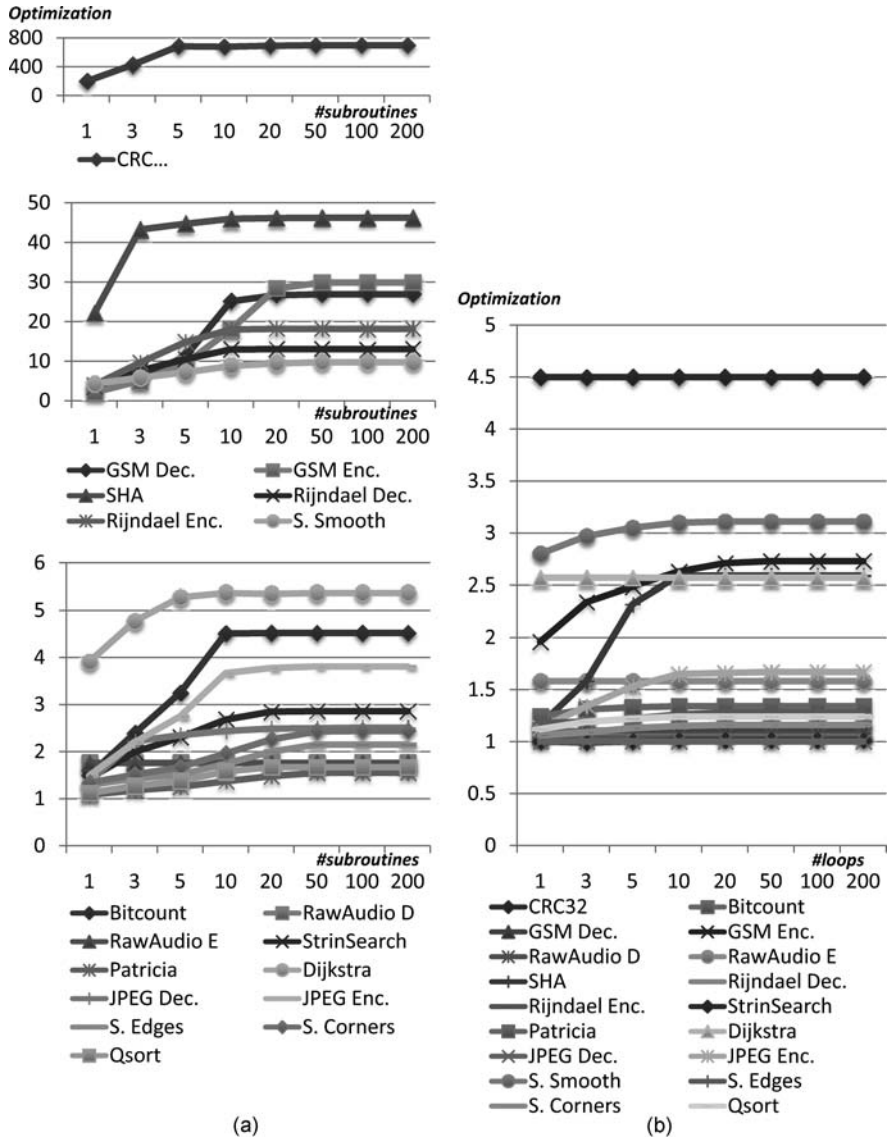 Optimization
800
400
0
#subroutines
1 3 5 10 20 50 100 200
CRC...
50
40
30
20
10
0
#subroutines
1 3 5 10 20 50 100 200
GSM Dec. GSM Enc.
SHA Rijndael Dec.
Rijndael Enc. S. Smooth
6
5
4
3
2
1
0
#subroutines
1 3 5 10 20 50 100 200
Bitcount RawAudio D
RawAudio E StrinSearch
Patricia Dijkstra
JPEG Dec. JPEG Enc.
S. Edges S. Corners
Qsort
(a)
Optimization
5
4.5
4
3.5
3
2.5
2
1.5
1
0.5
0
#loops
1 3 5 10 20 50 100 200
CRC32 Bitcount
GSM Dec. GSM Enc.
RawAudio D RawAudio E
SHA Rijndael Dec.
Rijndael Enc. StrinSearch
Patricia Dijkstra
JPEG Dec. JPEG Enc.
S. Smooth S. Edges
S. Corners Qsort
(b)